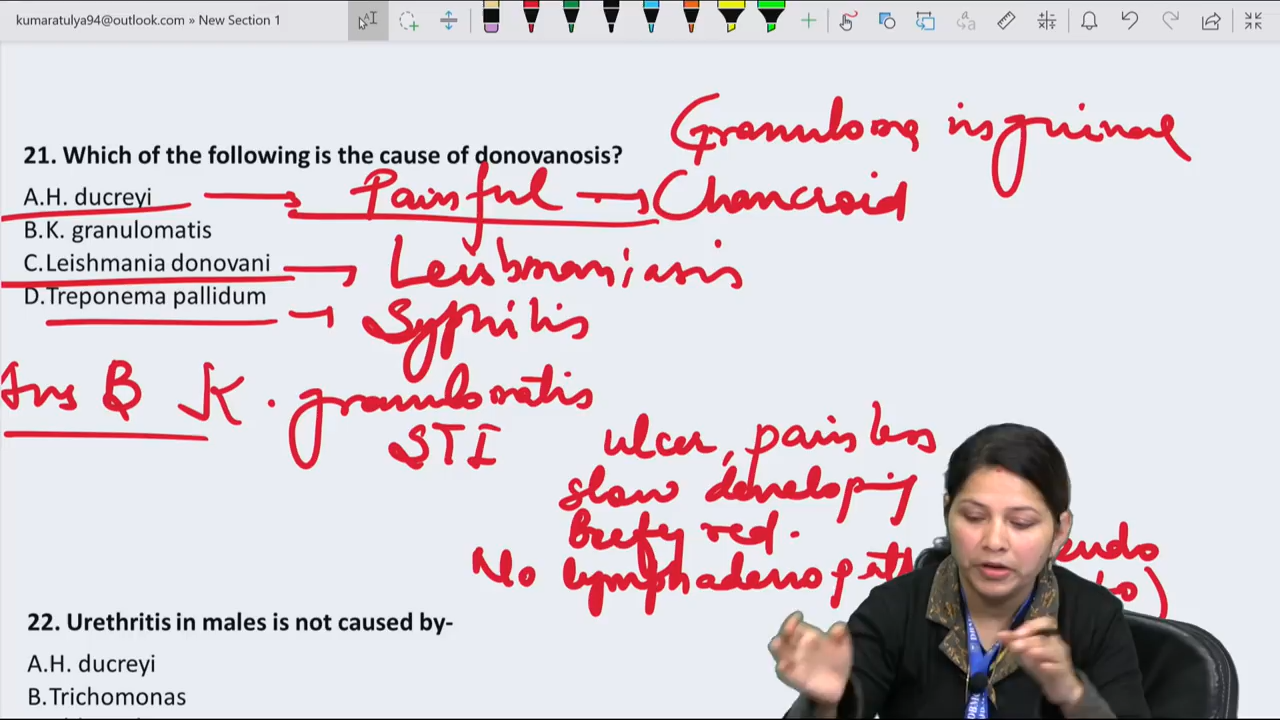 kumaratulya94@outlook.com » New Section 1
Granuloma inguinal
21. Which of the following is the cause of donovanosis?
A.H. ducreyi → Painful → Chancroid
B.K. granulomatis
C.Leishmania donovani → Leishmaniasis
D.Treponema pallidum → Syphilis
Ans B K. granulomatis
STI ulcer, painless
slow developing
Beefy red.
No lymphadenopathy
22. Urethritis in males is not caused by-
A.H. ducreyi
B.Trichomonas